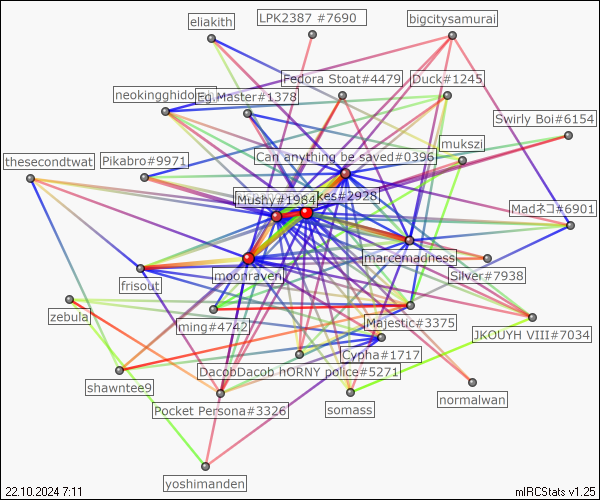 LPK2387 #7690
bigcitysamurai
eliakith
Fedora Stoat#4479
Duck#1245
neokingghido
Eg.Master#1378
Swirly Boi#6154
mukszi
Can anything be saved#0396
thesecondtwat
Pikabro#9971
Mushy#1984
kes#2928
Madネコ#6901
marcemadness
moonraven
Silver#7938
frisout
zebula
ming#4742
Majestic#3375
JKOUYH VIII#7034
Cypha#1717
DacobDacob hORNY police#5271
shawntee9
normalwan
Pocket Persona#3326
somass
yoshimanden
22.10.2024 7:11
mIRCStats v1.25